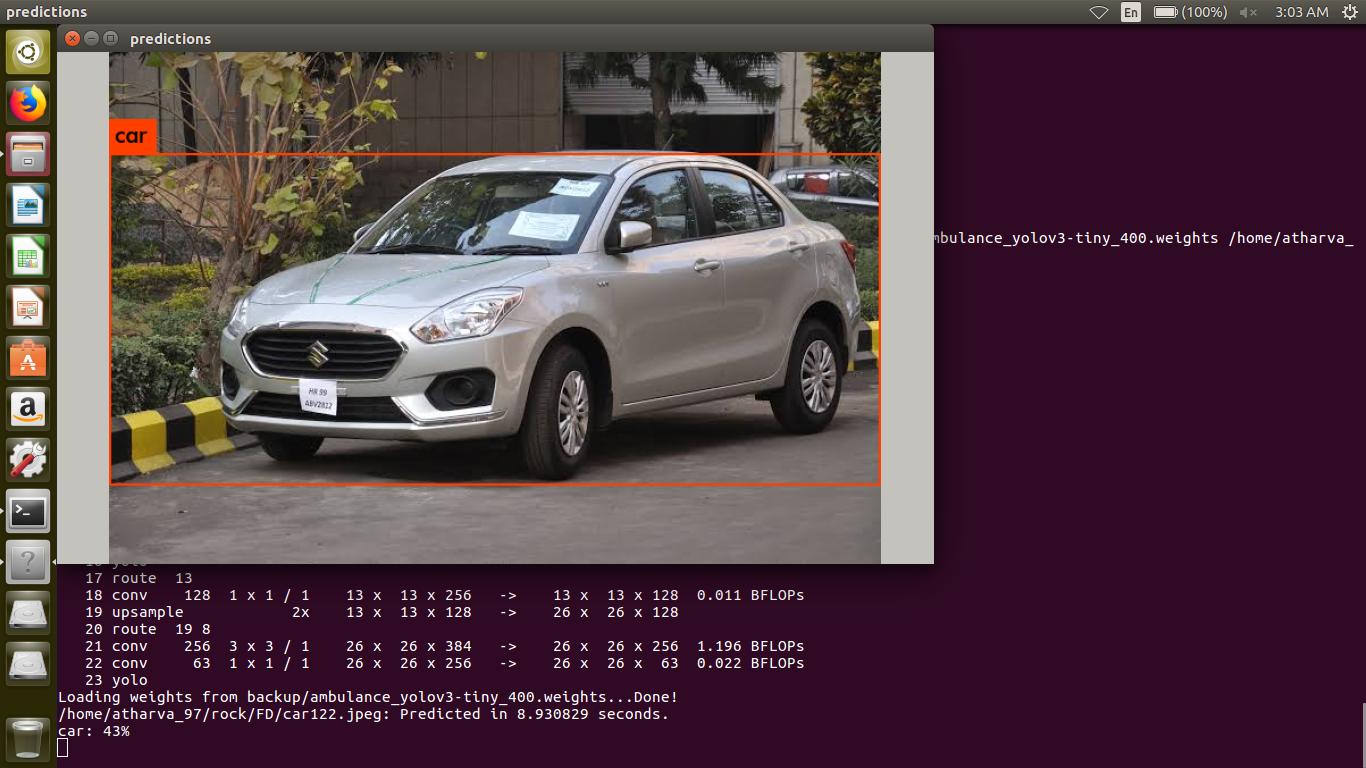 predictions
En
(100%)
3:03 AM
predictions
car
HR 99
ABV2812
mbulance_yolov3-tiny_400.weights /home/atharva_
17 route 13
18 conv 128 1 x 1 / 1 13 x 13 x 256 -> 13 x 13 x 128 0.011 BFLOPs
19 upsample 2x 13 x 13 x 128 -> 26 x 26 x 128
20 route 19 8
21 conv 256 3 x 3 / 1 26 x 26 x 384 -> 26 x 26 x 256 1.196 BFLOPs
22 conv 63 1 x 1 / 1 26 x 26 x 256 -> 26 x 26 x 63 0.022 BFLOPs
23 yolo
Loading weights from backup/ambulance_yolov3-tiny_400.weights...Done!
/home/atharva_97/rock/FD/car122.jpeg: Predicted in 8.930829 seconds.
car: 43%